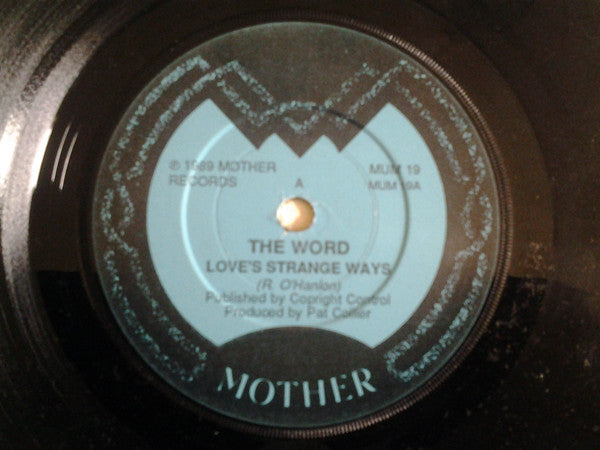 ℗ 1989 MOTHER RECORDS
A
MUM 19
MUM 19A
THE WORD
LOVE'S STRANGE WAYS
(R. O'Hanlon)
Published by Copright Control
Produced by Pat Collier
MOTHER